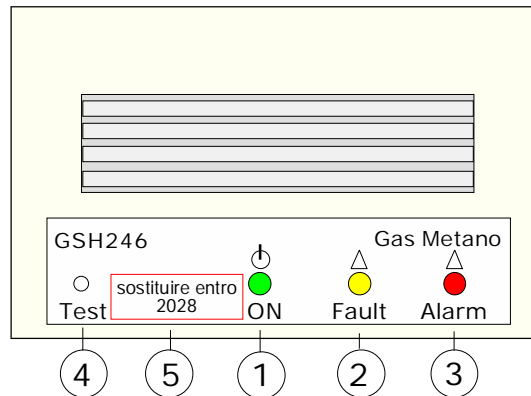 GSH246
Gas Metano
Test
sostituire entro
2028
ON
Fault
Alarm
4
5
1
2
3